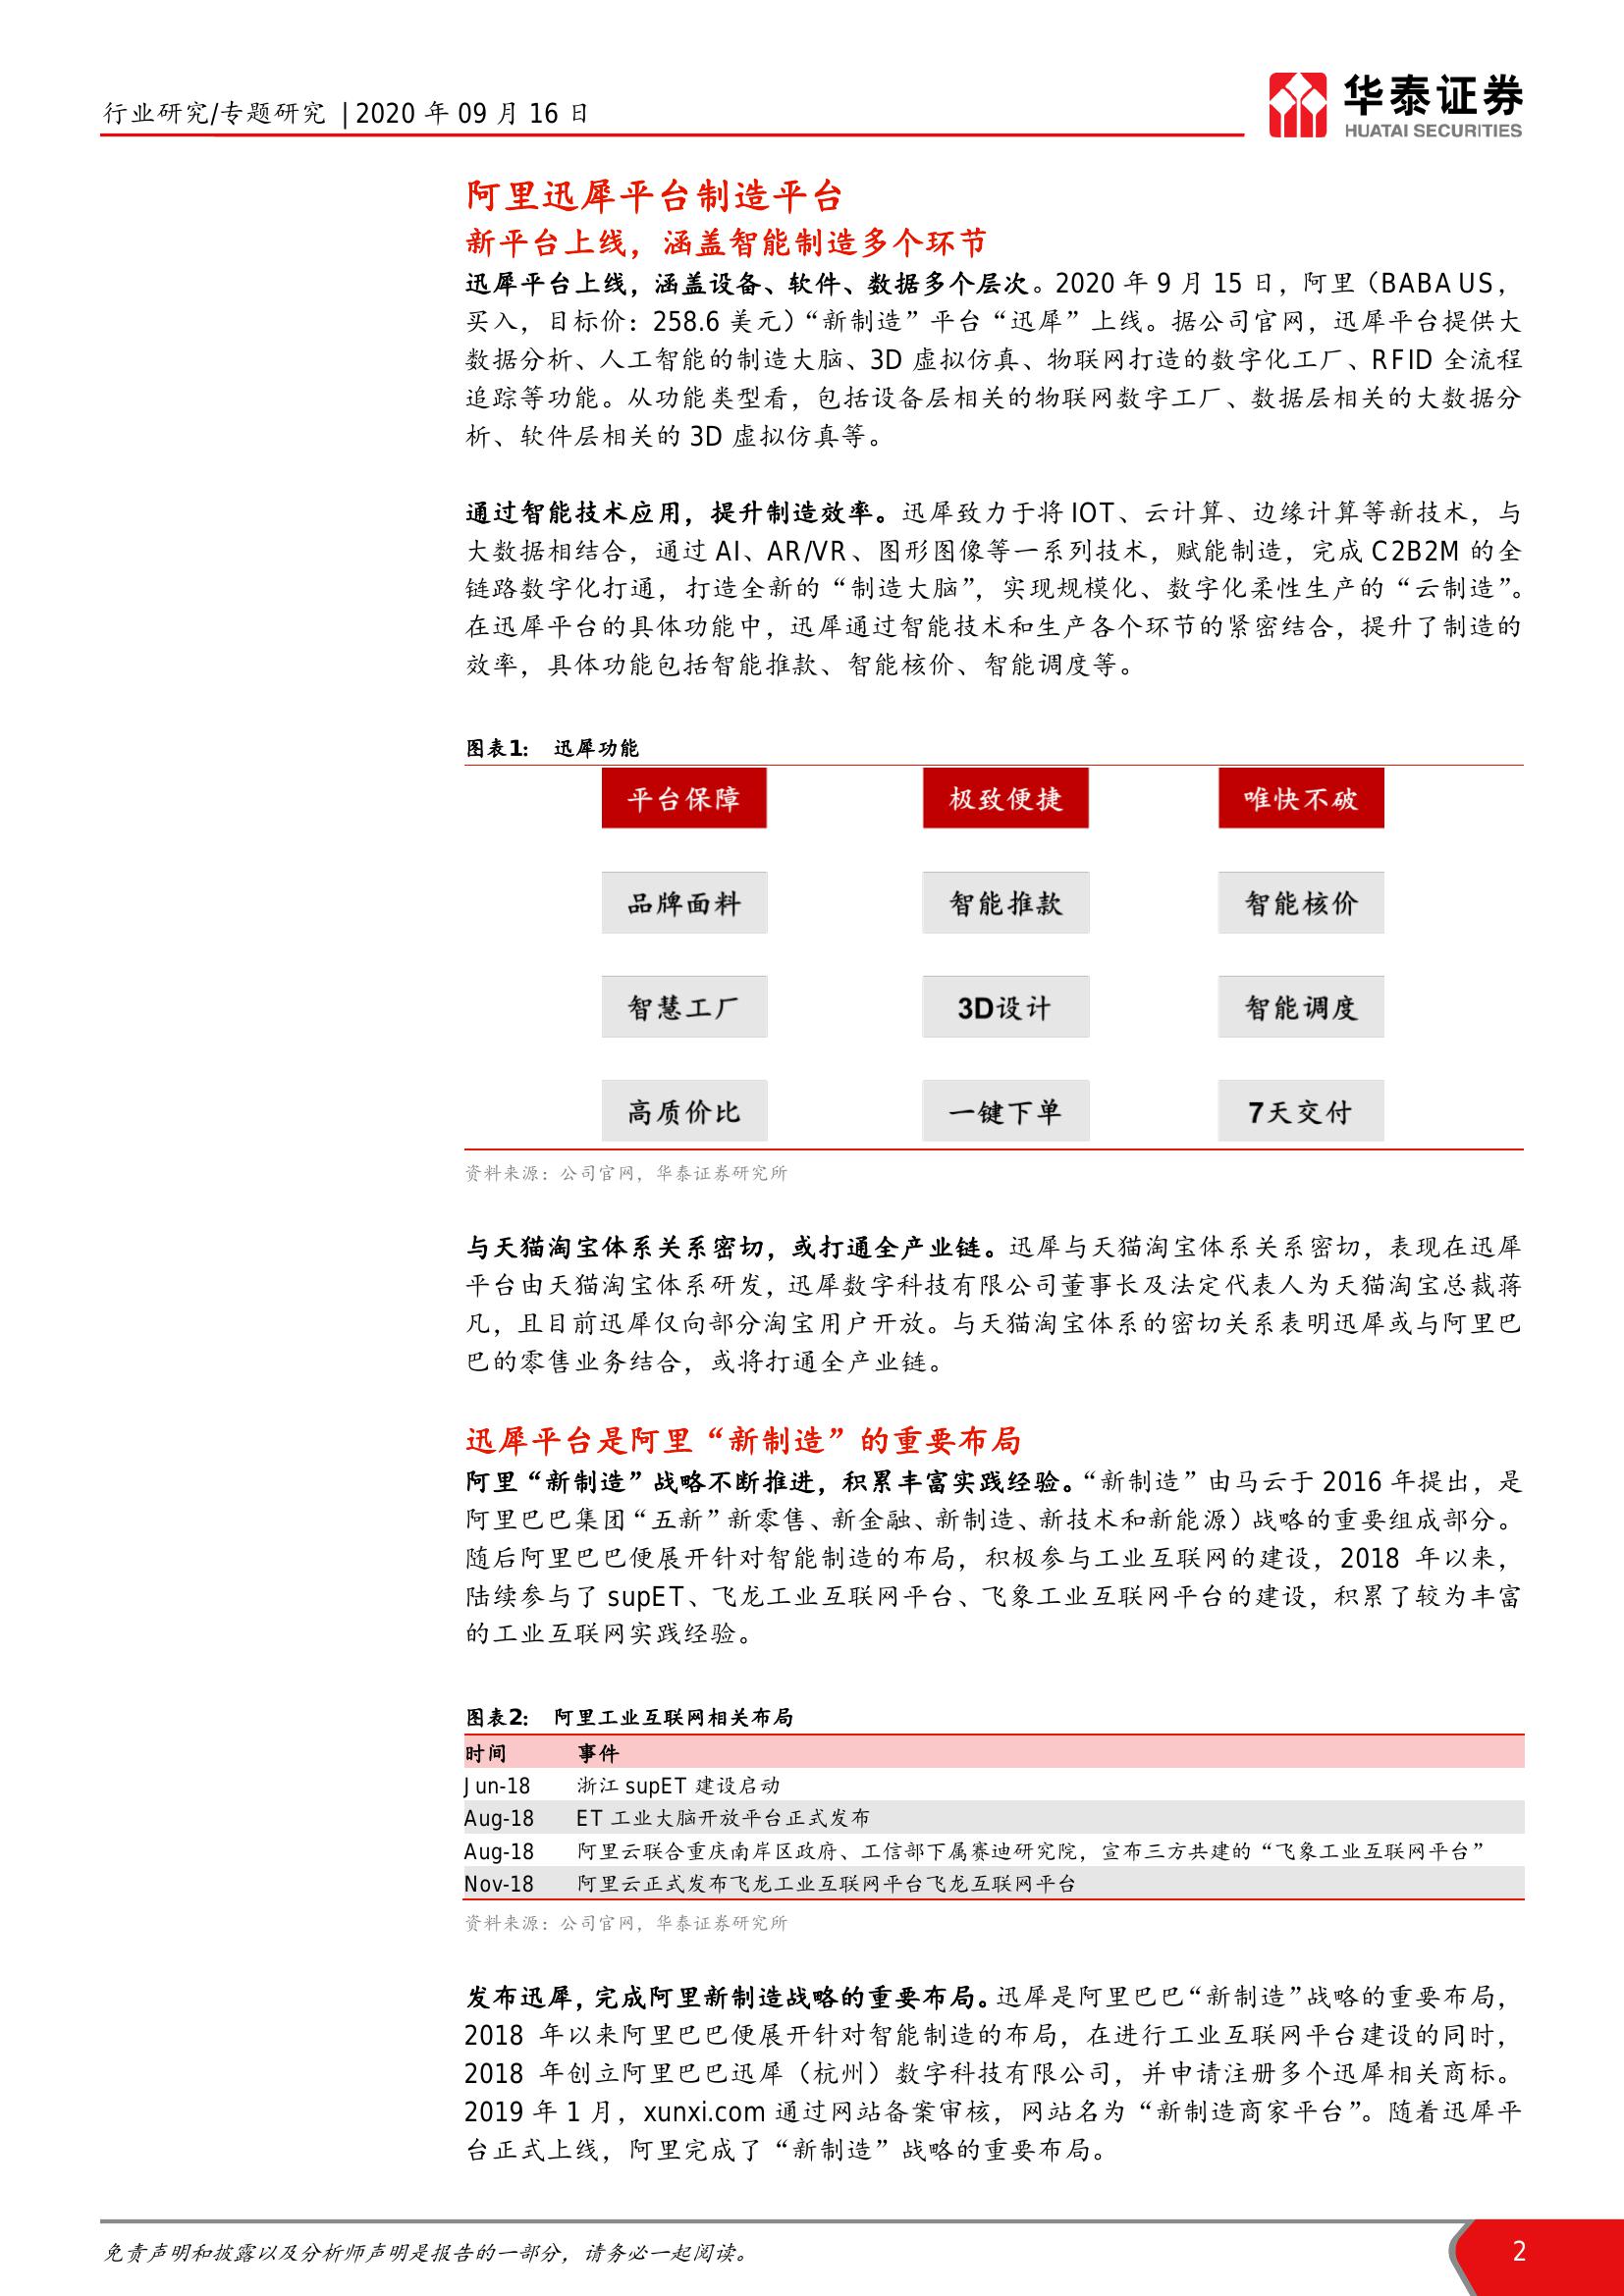 行业研究/专题研究 | 2020 年 09 月 16 日
华泰证券
HUATAI SECURITIES
阿里迅犀平台制造平台
新平台上线，涵盖智能制造多个环节
迅犀平台上线，涵盖设备、软件、数据多个层次。2020 年 9 月 15 日，阿里（BABA US，
买入，目标价：258.6 美元）“新制造”平台“迅犀”上线。据公司官网，迅犀平台提供大
数据分析、人工智能的制造大脑、3D 虚拟仿真、物联网打造的数字化工厂、RFID 全流程
追踪等功能。从功能类型看，包括设备层相关的物联网数字工厂、数据层相关的大数据分
析、软件层相关的 3D 虚拟仿真等。
通过智能技术应用，提升制造效率。迅犀致力于将 IOT、云计算、边缘计算等新技术，与
大数据相结合，通过 AI、AR/VR、图形图像等一系列技术，赋能制造，完成 C2B2M 的全
链路数字化打通，打造全新的“制造大脑”，实现规模化、数字化柔性生产的“云制造”。
在迅犀平台的具体功能中，迅犀通过智能技术和生产各个环节的紧密结合，提升了制造的
效率，具体功能包括智能推款、智能核价、智能调度等。
图表1： 迅犀功能
平台保障 极致便捷 唯快不破
品牌面料 智能推款 智能核价
智慧工厂 3D设计 智能调度
高质价比 一键下单 7天交付
资料来源：公司官网，华泰证券研究所
与天猫淘宝体系关系密切，或打通全产业链。迅犀与天猫淘宝体系关系密切，表现在迅犀
平台由天猫淘宝体系研发，迅犀数字科技有限公司董事长及法定代表人为天猫淘宝总裁蒋
凡，且目前迅犀仅向部分淘宝用户开放。与天猫淘宝体系的密切关系表明迅犀或与阿里巴
巴的零售业务结合，或将打通全产业链。
迅犀平台是阿里“新制造”的重要布局
阿里“新制造”战略不断推进，积累丰富实践经验。“新制造”由马云于 2016 年提出，是
阿里巴巴集团“五新”新零售、新金融、新制造、新技术和新能源）战略的重要组成部分。
随后阿里巴巴便展开针对智能制造的布局，积极参与工业互联网的建设，2018 年以来，
陆续参与了 supET、飞龙工业互联网平台、飞象工业互联网平台的建设，积累了较为丰富
的工业互联网实践经验。
图表2： 阿里工业互联网相关布局
时间 事件
Jun-18 浙江 supET 建设启动
Aug-18 ET 工业大脑开放平台正式发布
Aug-18 阿里云联合重庆南岸区政府、工信部下属赛迪研究院，宣布三方共建的“飞象工业互联网平台”
Nov-18 阿里云正式发布飞龙工业互联网平台飞龙互联网平台
资料来源：公司官网，华泰证券研究所
发布迅犀，完成阿里新制造战略的重要布局。迅犀是阿里巴巴“新制造”战略的重要布局，
2018 年以来阿里巴巴便展开针对智能制造的布局，在进行工业互联网平台建设的同时，
2018 年创立阿里巴巴迅犀（杭州）数字科技有限公司，并申请注册多个迅犀相关商标。
2019 年 1 月，xunxi.com 通过网站备案审核，网站名为“新制造商家平台”。随着迅犀平
台正式上线，阿里完成了“新制造”战略的重要布局。
免责声明和披露以及分析师声明是报告的一部分，请务必一起阅读。
2